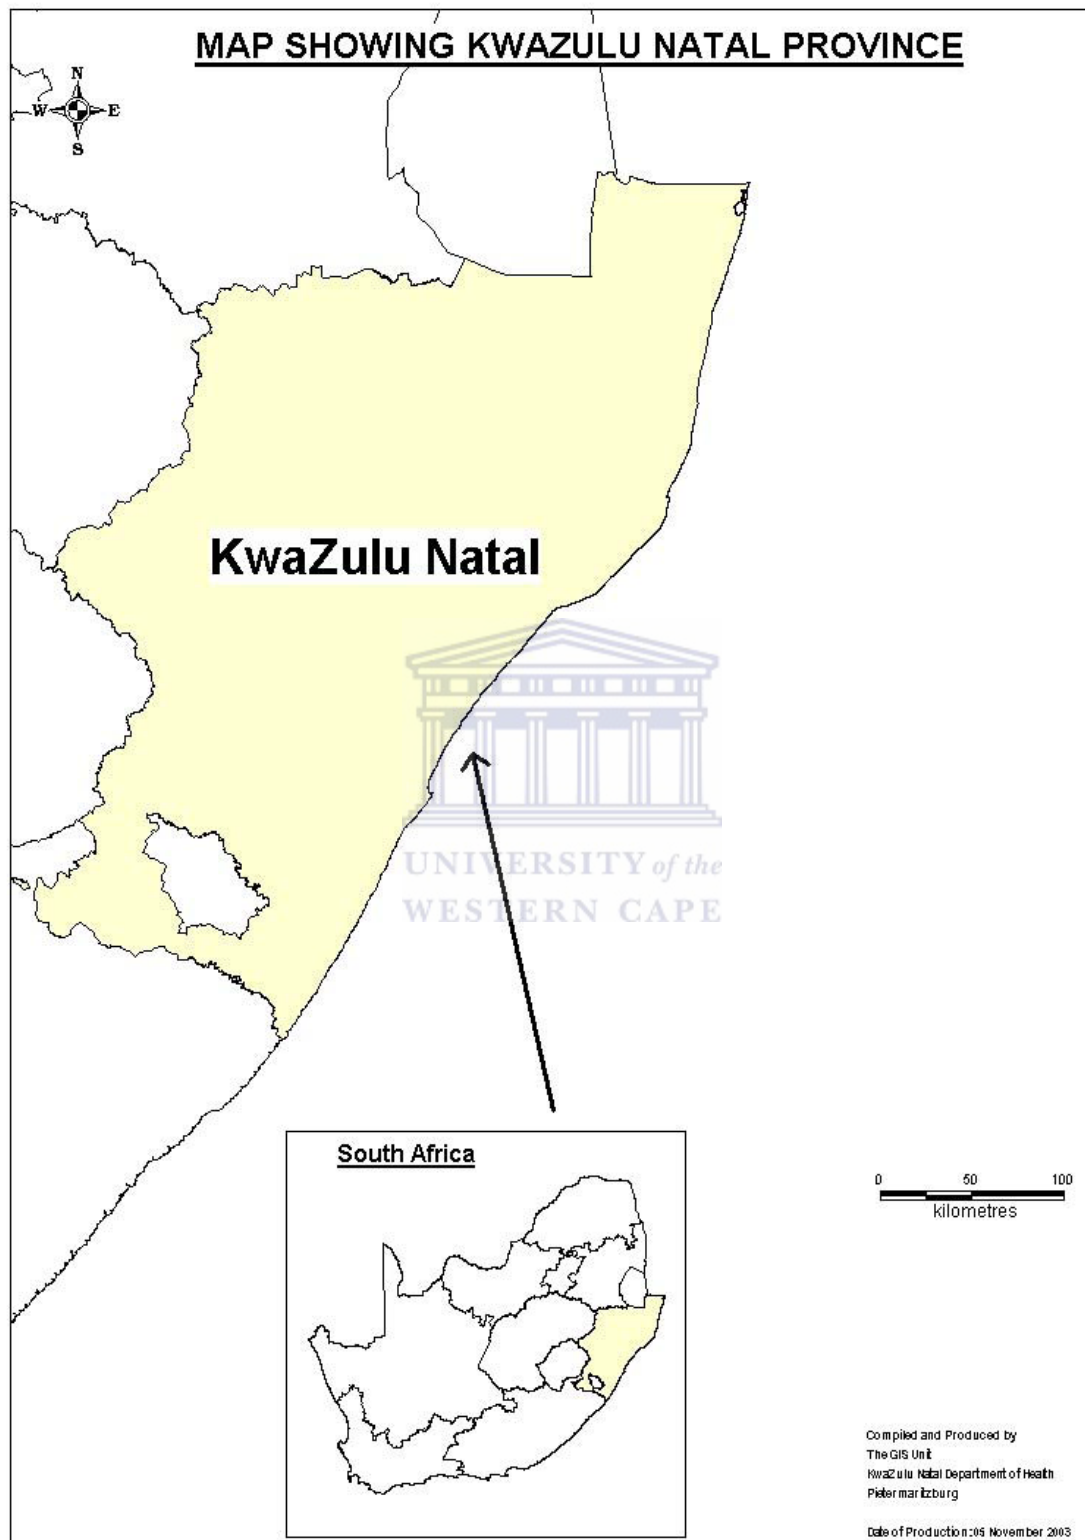 MAP SHOWING KWAZULU NATAL PROVINCE
N
W E
S
KwaZulu Natal
UNIVERSITY of the
WESTERN CAPE
South Africa
0 50 100
kilometres
Compiled and Produced by
The GIS Unit
KwaZulu Natal Department of Health
Pietermaritzburg
Date of Production:05 November 2003